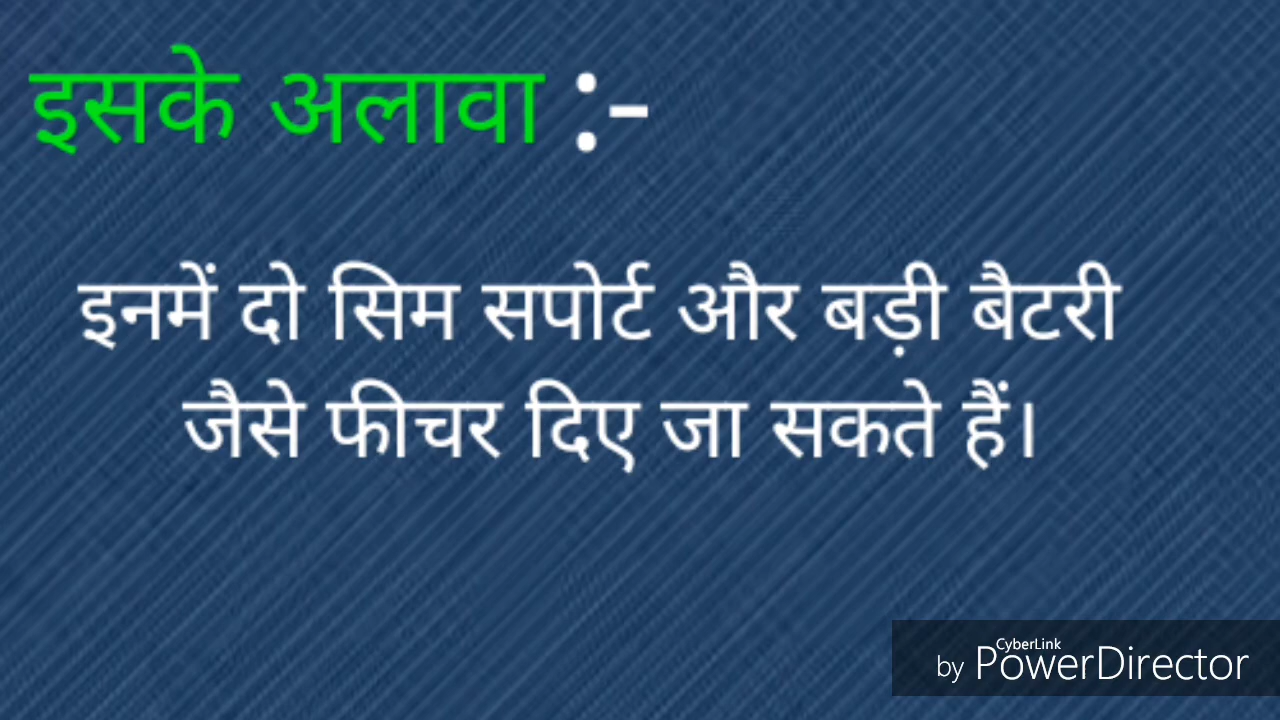 इसके अलावा :-
इनमें दो सिम सपोर्ट और बड़ी बैटरी
जैसे फीचर दिए जा सकते हैं।
CyberLink
by PowerDirector